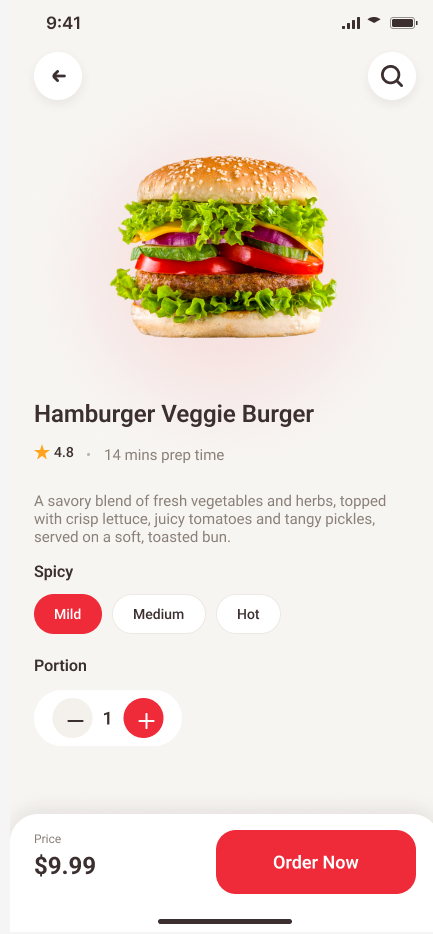 9:41
Hamburger Veggie Burger
4.8 • 14 mins prep time
A savory blend of fresh vegetables and herbs, topped
with crisp lettuce, juicy tomatoes and tangy pickles,
served on a soft, toasted bun.
Spicy
Mild Medium Hot
Portion
1
Price
$9.99
Order Now